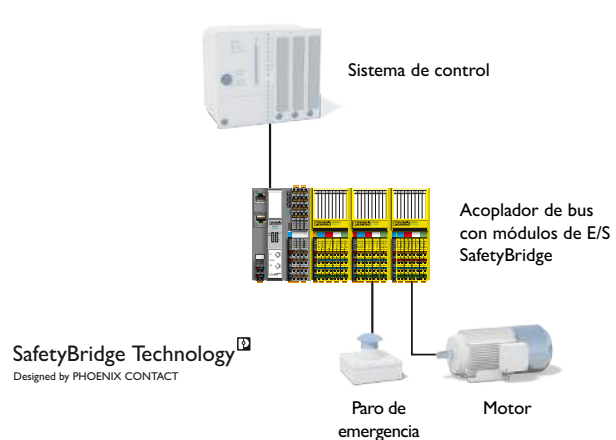 Sistema de control
Acoplador de bus
con módulos de E/S
SafetyBridge
SafetyBridge Technology
Designed by PHOENIX CONTACT
Paro de
emergencia
Motor